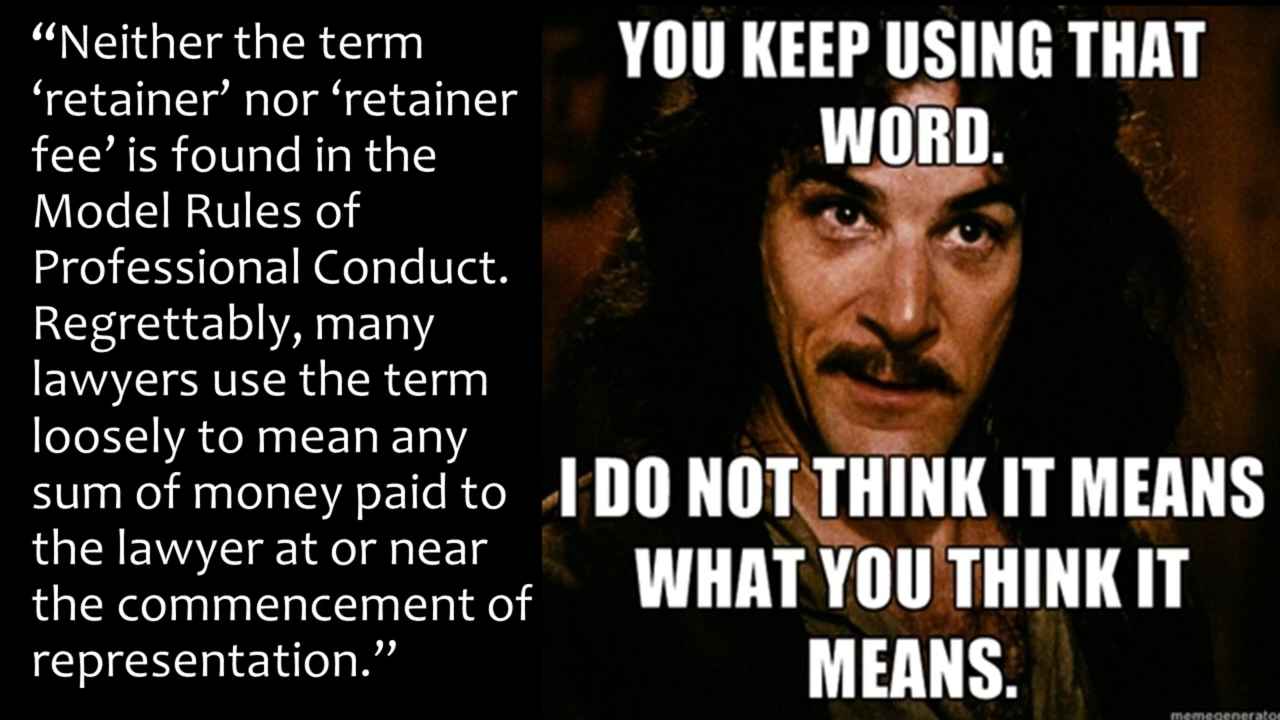 “Neither the term
‘retainer’ nor ‘retainer
fee’ is found in the
Model Rules of
Professional Conduct.
Regrettably, many
lawyers use the term
loosely to mean any
sum of money paid to
the lawyer at or near
the commencement of
representation.”
YOU KEEP USING THAT
WORD.
I DO NOT THINK IT MEANS
WHAT YOU THINK IT
MEANS.